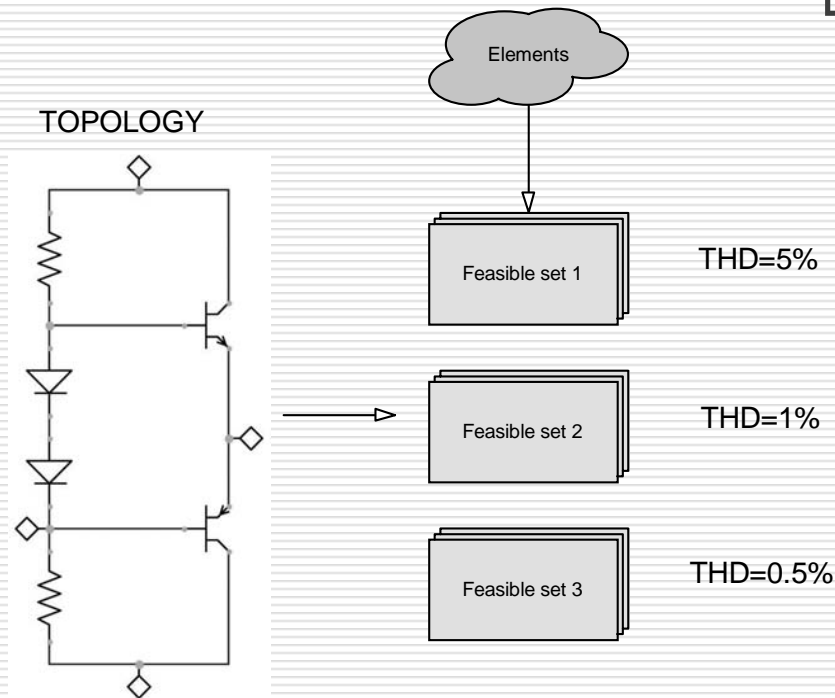 Elements
TOPOLOGY
Feasible set 1
THD=5%
Feasible set 2
THD=1%
Feasible set 3
THD=0.5%